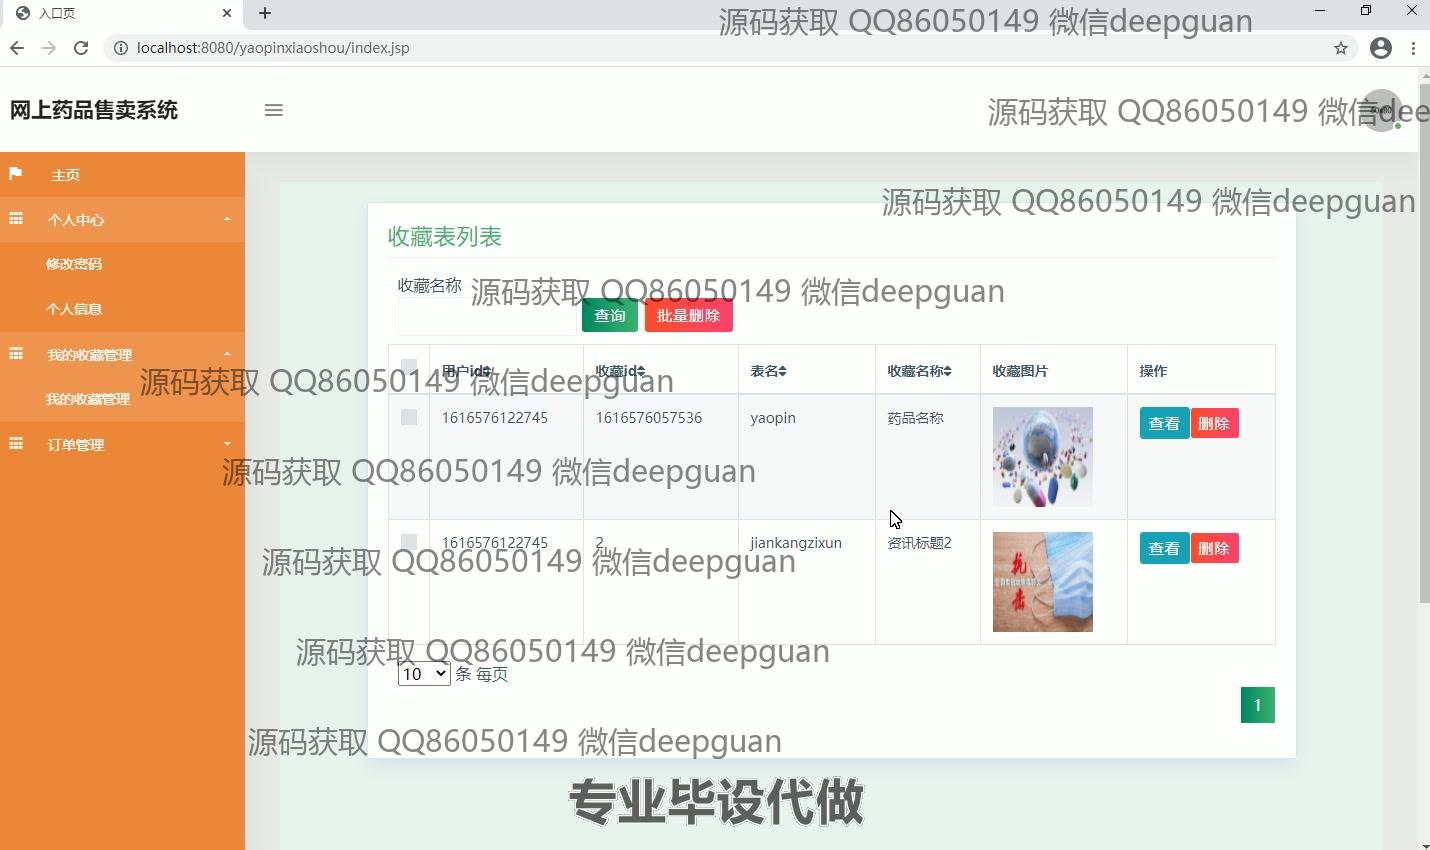 入口页
源码获取 QQ86050149 微信deepguan
localhost:8080/yaopinxiaoshou/index.jsp
网上药品售卖系统
源码获取 QQ86050149 微信dee
主页
源码获取 QQ86050149 微信deepguan
个人中心
收藏表列表
修改密码
收藏名称
源码获取 QQ86050149 微信deepguan
个人信息
查询 批量删除
我的收藏管理
用户id 收藏id 表名 收藏名称 收藏图片 操作
源码获取 QQ86050149 微信deepguan
我的收藏管理
1616576122745 1616576057536 yaopin 药品名称 查看 删除
订单管理
源码获取 QQ86050149 微信deepguan
1616576122745 2 jiankangzixun 资讯标题2 查看 删除
源码获取 QQ86050149 微信deepguan
抗
击
源码获取 QQ86050149 微信deepguan
10 条 每页
1
源码获取 QQ86050149 微信deepguan
专业毕设代做